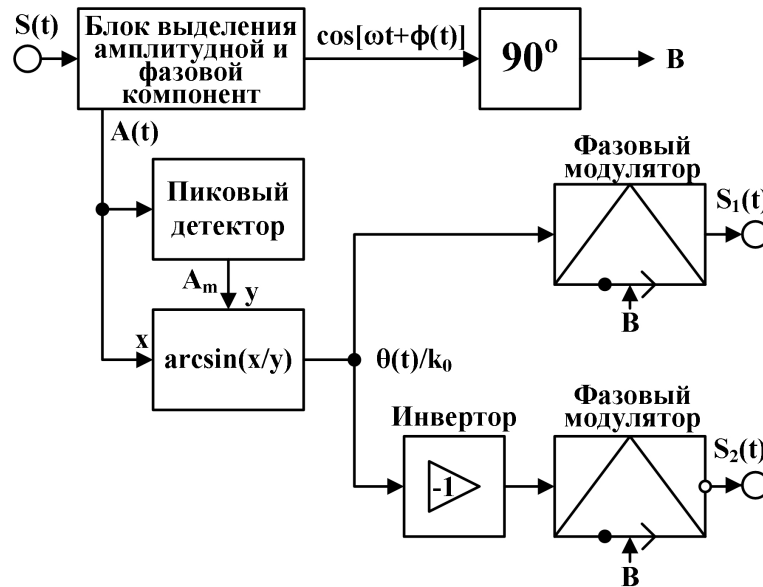 S(t)
Блок выделения
амплитудной и
фазовой
компонент
cos[ωt+ϕ(t)]
90°
B
A(t)
Пиковый
детектор
Aₘ
y
x
arcsin(x/y)
θ(t)/k₀
Фазовый
модулятор
S₁(t)
B
Инвертор
-1
Фазовый
модулятор
S₂(t)
B